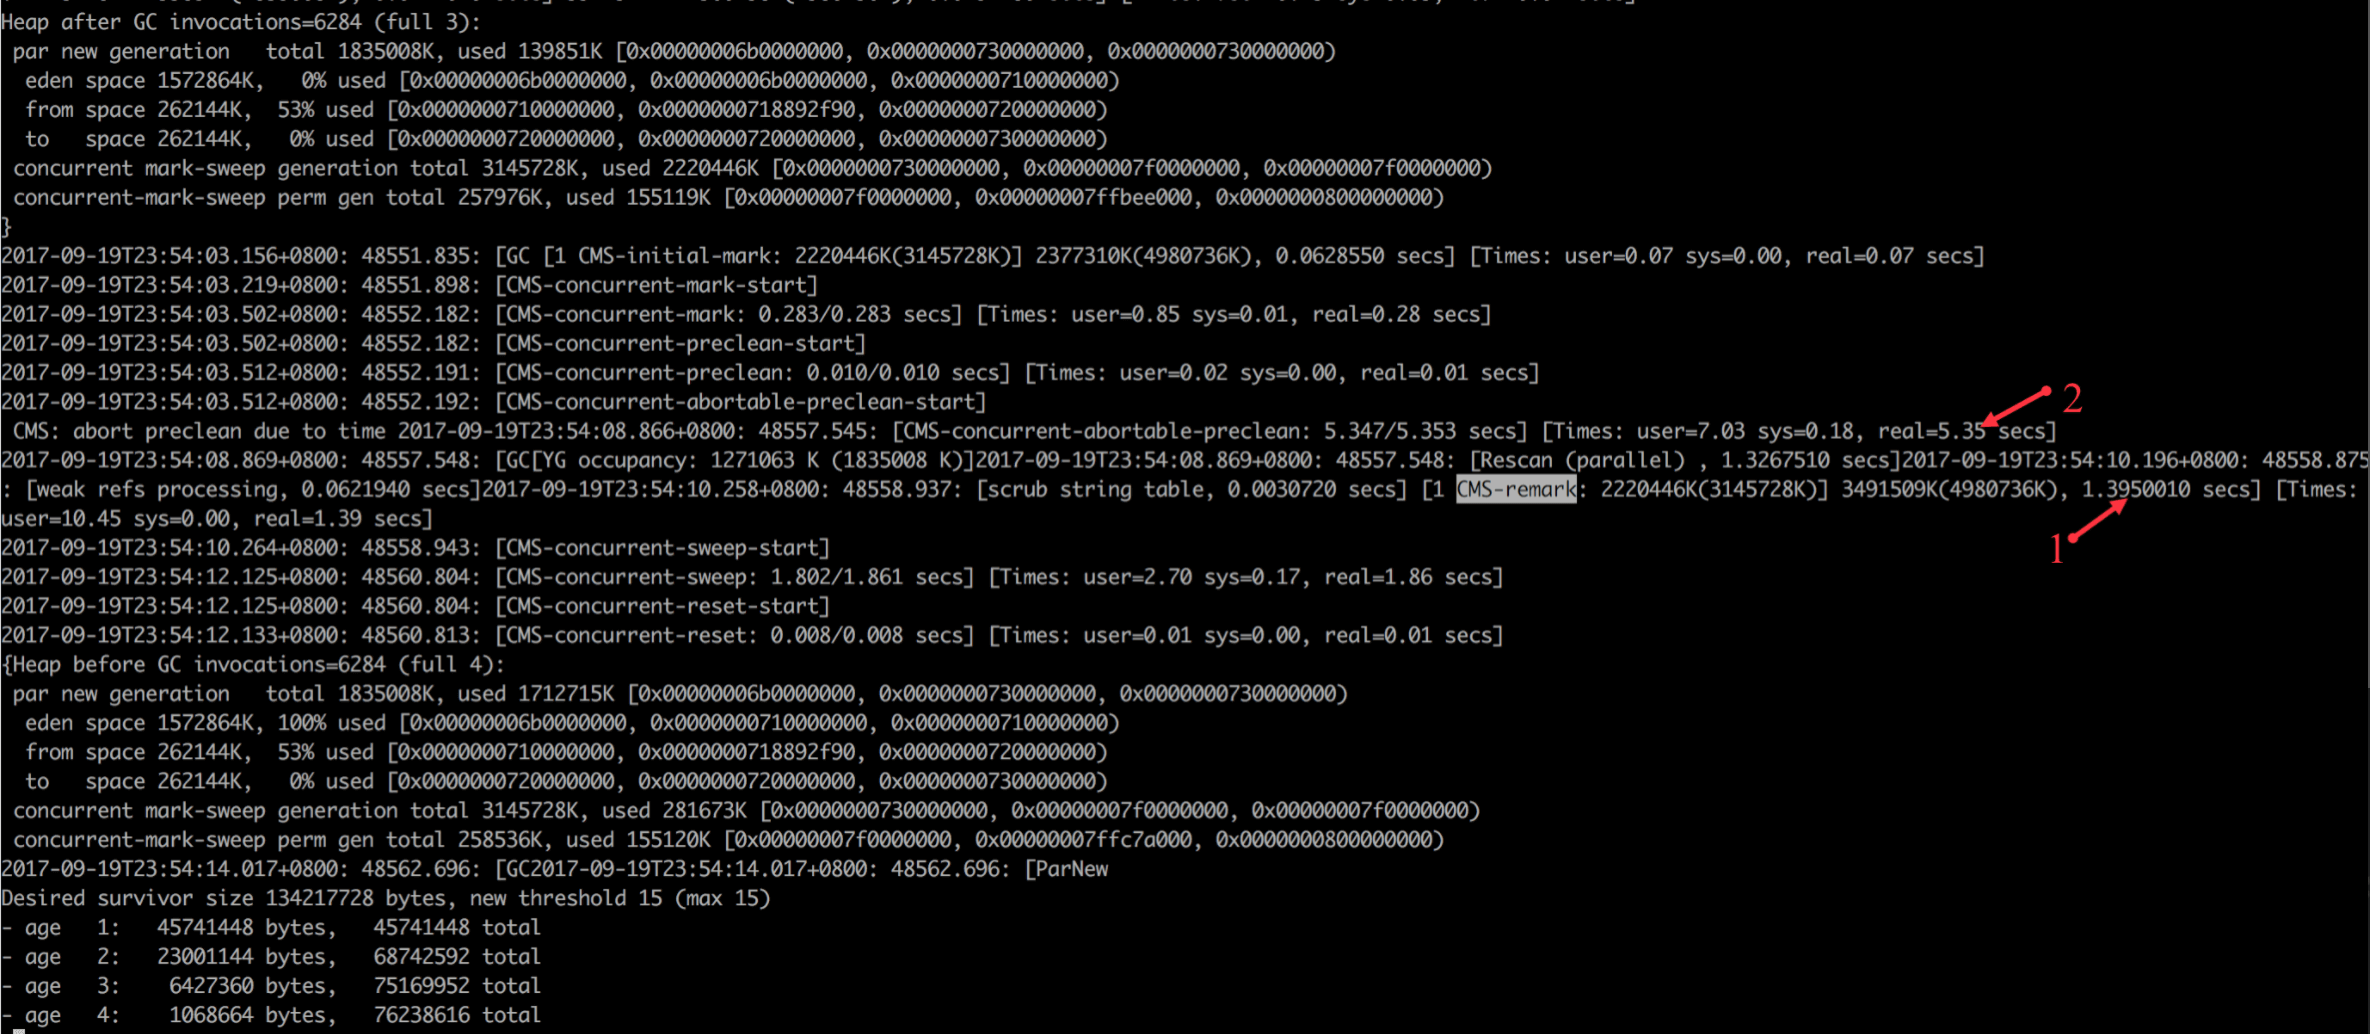 Heap after GC invocations=6284 (full 3):
 par new generation   total 1835008K, used 139851K [0x00000006b0000000, 0x0000000730000000, 0x0000000730000000)
  eden space 1572864K,   0% used [0x00000006b0000000, 0x00000006b0000000, 0x0000000710000000)
  from space 262144K,  53% used [0x0000000710000000, 0x0000000718892f90, 0x0000000720000000)
  to   space 262144K,   0% used [0x0000000720000000, 0x0000000720000000, 0x0000000730000000)
 concurrent mark-sweep generation total 3145728K, used 2220446K [0x0000000730000000, 0x00000007f0000000, 0x00000007f0000000)
 concurrent-mark-sweep perm gen total 257976K, used 155119K [0x00000007f0000000, 0x00000007ffbee000, 0x0000000800000000)
}
2017-09-19T23:54:03.156+0800: 48551.835: [GC [1 CMS-initial-mark: 2220446K(3145728K)] 2377310K(4980736K), 0.0628550 secs] [Times: user=0.07 sys=0.00, real=0.07 secs]
2017-09-19T23:54:03.219+0800: 48551.898: [CMS-concurrent-mark-start]
2017-09-19T23:54:03.502+0800: 48552.182: [CMS-concurrent-mark: 0.283/0.283 secs] [Times: user=0.85 sys=0.01, real=0.28 secs]
2017-09-19T23:54:03.502+0800: 48552.182: [CMS-concurrent-preclean-start]
2017-09-19T23:54:03.512+0800: 48552.191: [CMS-concurrent-preclean: 0.010/0.010 secs] [Times: user=0.02 sys=0.00, real=0.01 secs]
2017-09-19T23:54:03.512+0800: 48552.192: [CMS-concurrent-abortable-preclean-start]
2
 CMS: abort preclean due to time 2017-09-19T23:54:08.866+0800: 48557.545: [CMS-concurrent-abortable-preclean: 5.347/5.353 secs] [Times: user=7.03 sys=0.18, real=5.35 secs]
2017-09-19T23:54:08.869+0800: 48557.548: [GC[YG occupancy: 1271063 K (1835008 K)]2017-09-19T23:54:08.869+0800: 48557.548: [Rescan (parallel) , 1.3267510 secs]2017-09-19T23:54:10.196+0800: 48558.875
: [weak refs processing, 0.0621940 secs]2017-09-19T23:54:10.258+0800: 48558.937: [scrub string table, 0.0030720 secs] [1 CMS-remark: 2220446K(3145728K)] 3491509K(4980736K), 1.3950010 secs] [Times:
user=10.45 sys=0.00, real=1.39 secs]
1
2017-09-19T23:54:10.264+0800: 48558.943: [CMS-concurrent-sweep-start]
2017-09-19T23:54:12.125+0800: 48560.804: [CMS-concurrent-sweep: 1.802/1.861 secs] [Times: user=2.70 sys=0.17, real=1.86 secs]
2017-09-19T23:54:12.125+0800: 48560.804: [CMS-concurrent-reset-start]
2017-09-19T23:54:12.133+0800: 48560.813: [CMS-concurrent-reset: 0.008/0.008 secs] [Times: user=0.01 sys=0.00, real=0.01 secs]
{Heap before GC invocations=6284 (full 4):
 par new generation   total 1835008K, used 1712715K [0x00000006b0000000, 0x0000000730000000, 0x0000000730000000)
  eden space 1572864K, 100% used [0x00000006b0000000, 0x0000000710000000, 0x0000000710000000)
  from space 262144K,  53% used [0x0000000710000000, 0x0000000718892f90, 0x0000000720000000)
  to   space 262144K,   0% used [0x0000000720000000, 0x0000000720000000, 0x0000000730000000)
 concurrent mark-sweep generation total 3145728K, used 281673K [0x0000000730000000, 0x00000007f0000000, 0x00000007f0000000)
 concurrent-mark-sweep perm gen total 258536K, used 155120K [0x00000007f0000000, 0x00000007ffc7a000, 0x0000000800000000)
2017-09-19T23:54:14.017+0800: 48562.696: [GC2017-09-19T23:54:14.017+0800: 48562.696: [ParNew
Desired survivor size 134217728 bytes, new threshold 15 (max 15)
- age   1:   45741448 bytes,   45741448 total
- age   2:   23001144 bytes,   68742592 total
- age   3:    6427360 bytes,   75169952 total
- age   4:    1068664 bytes,   76238616 total